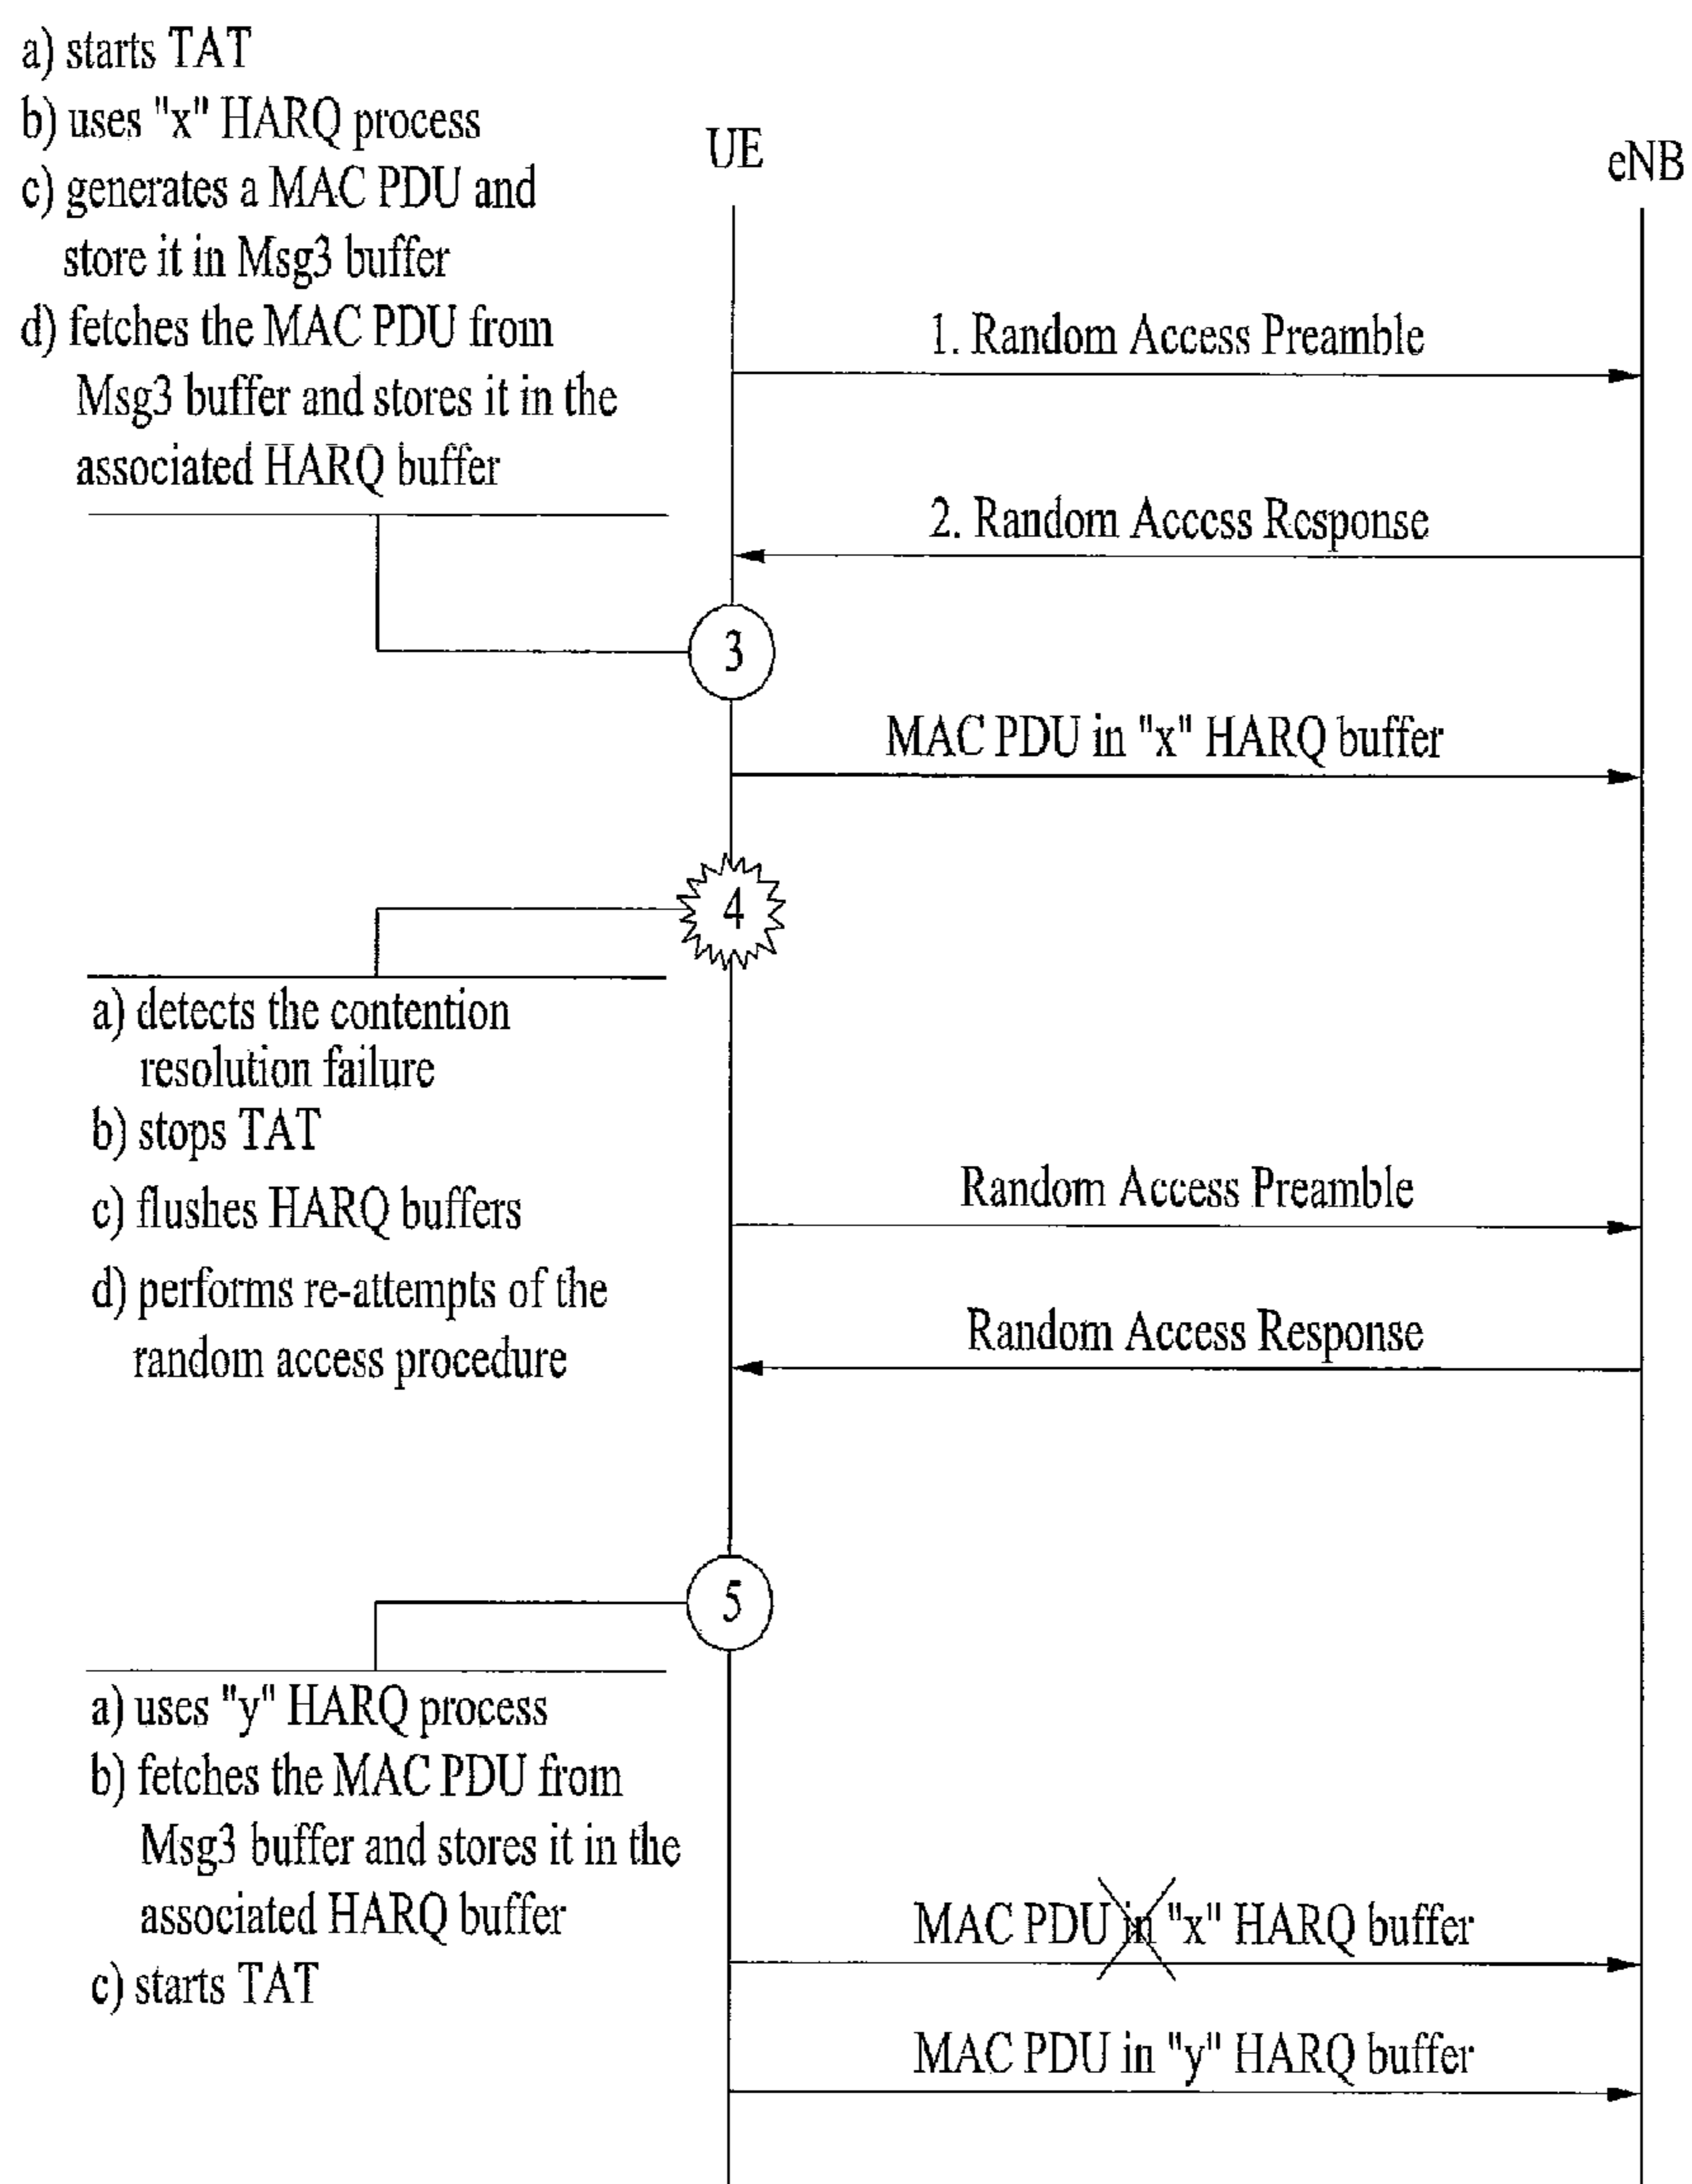 a) starts TAT
b) uses "x" HARQ process
c) generates a MAC PDU and
store it in Msg3 buffer
d) fetches the MAC PDU from
Msg3 buffer and stores it in the
associated HARQ buffer
UE
eNB
1. Random Access Preamble
2. Random Access Response
3
MAC PDU in "x" HARQ buffer
4
a) detects the contention
resolution failure
b) stops TAT
c) flushes HARQ buffers
d) performs re-attempts of the
random access procedure
Random Access Preamble
Random Access Response
5
a) uses "y" HARQ process
b) fetches the MAC PDU from
Msg3 buffer and stores it in the
associated HARQ buffer
c) starts TAT
MAC PDU in "x" HARQ buffer
MAC PDU in "y" HARQ buffer